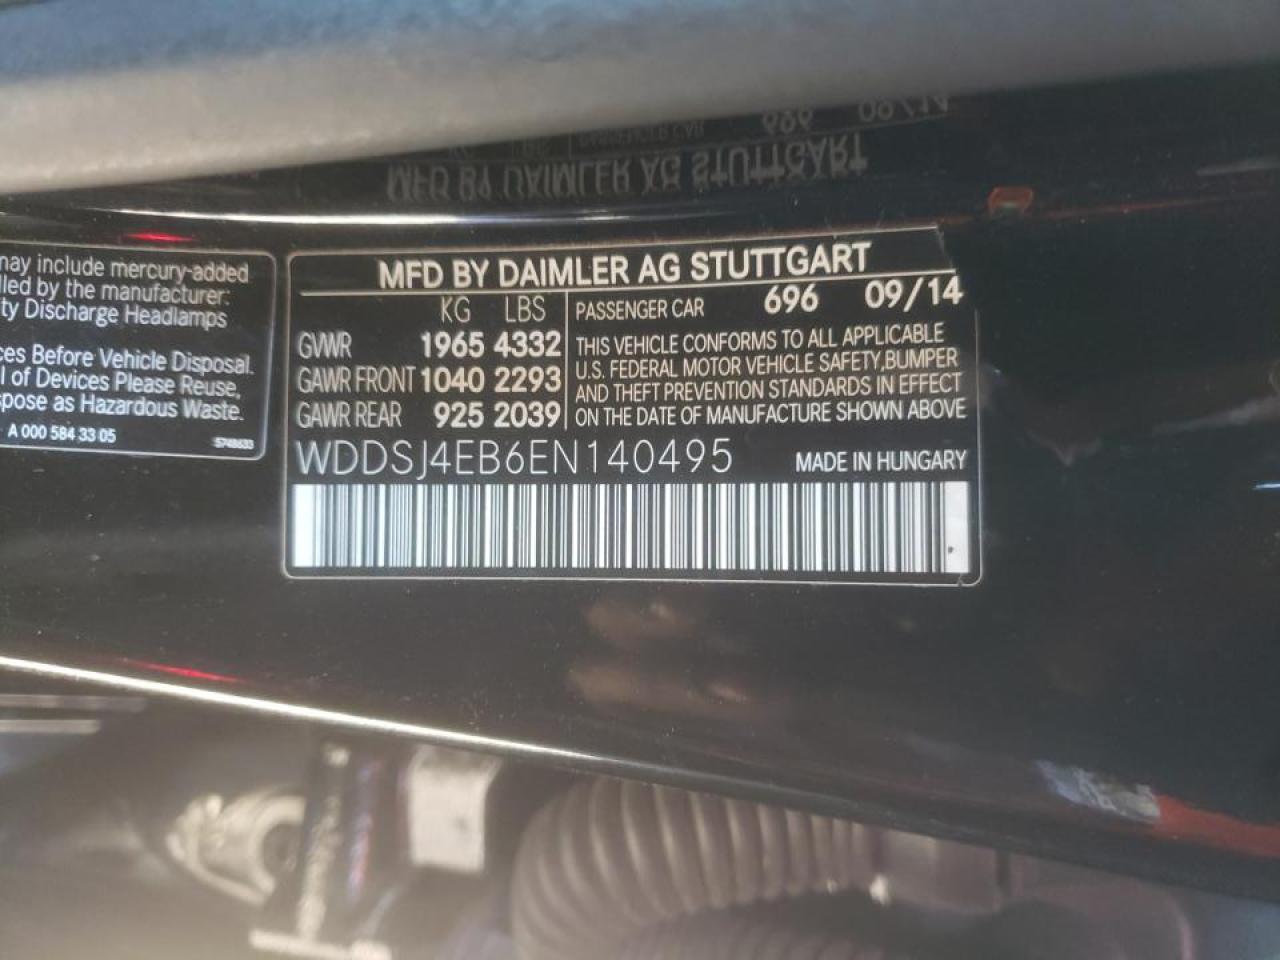 may include mercury-added
lled by the manufacturer:
ty Discharge Headlamps
ces Before Vehicle Disposal.
l of Devices Please Reuse,
pose as Hazardous Waste.
A 000 584 33 05
MFD BY DAIMLER AG STUTTGART
KG LBS
GVWR 1965 4332
GAWR FRONT 1040 2293
GAWR REAR 925 2039
PASSENGER CAR 696 09/14
THIS VEHICLE CONFORMS TO ALL APPLICABLE
U.S. FEDERAL MOTOR VEHICLE SAFETY,BUMPER
AND THEFT PREVENTION STANDARDS IN EFFECT
ON THE DATE OF MANUFACTURE SHOWN ABOVE
WDDSJ4EB6EN140495
MADE IN HUNGARY